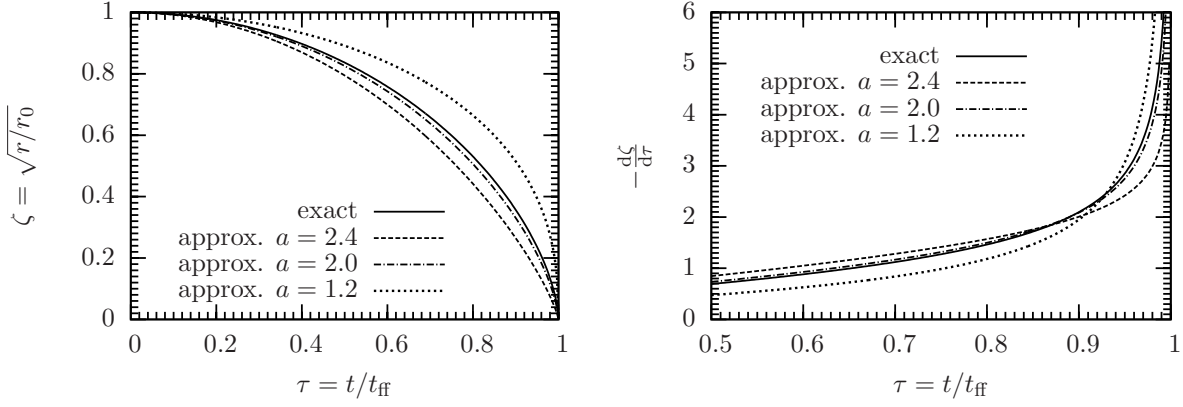 1
0.8
0.6
0.4
0.2
0
0 0.2 0.4 0.6 0.8 1
ζ = √r/r₀
τ = t/t_ff
exact
approx. a = 2.4
approx. a = 2.0
approx. a = 1.2
6
5
4
3
2
1
0
0.5 0.6 0.7 0.8 0.9 1
−dζ/dτ
τ = t/t_ff
exact
approx. a = 2.4
approx. a = 2.0
approx. a = 1.2